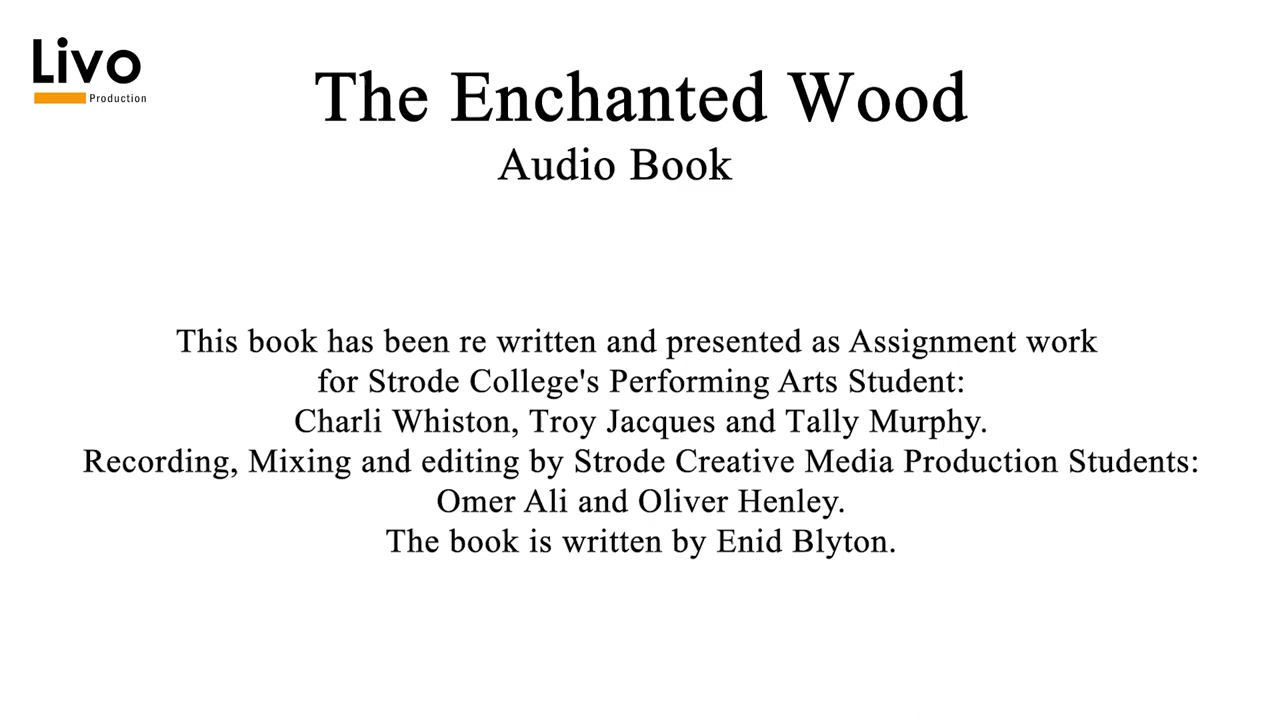 Livo
Production
The Enchanted Wood
Audio Book
This book has been re written and presented as Assignment work
for Strode College's Performing Arts Student:
Charli Whiston, Troy Jacques and Tally Murphy.
Recording, Mixing and editing by Strode Creative Media Production Students:
Omer Ali and Oliver Henley.
The book is written by Enid Blyton.